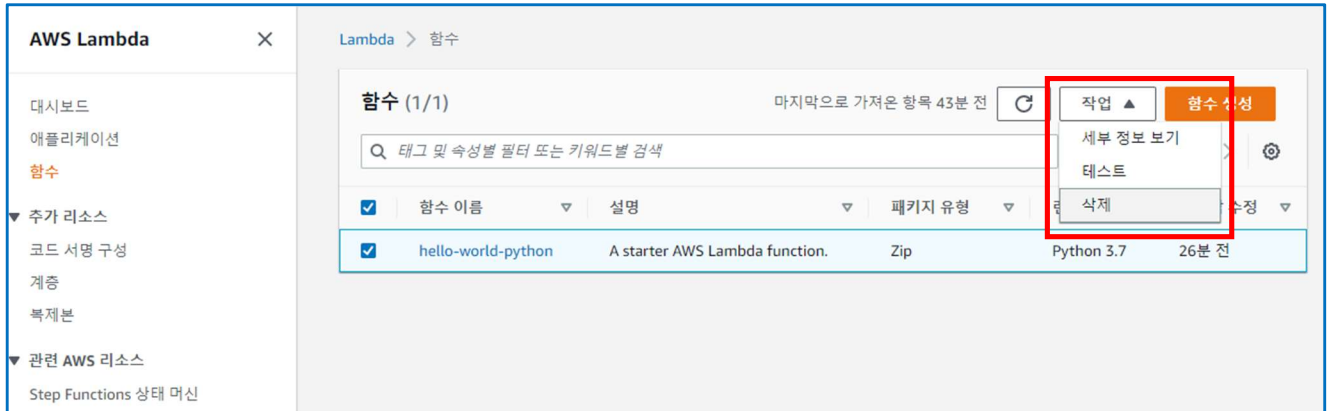 AWS Lambda
대시보드
애플리케이션
함수
추가 리소스
코드 서명 구성
계층
복제본
관련 AWS 리소스
Step Functions 상태 머신
Lambda > 함수
함수 (1/1)
마지막으로 가져온 항목 43분 전
작업 ▲
함수 생성
세부 정보 보기
테스트
삭제
태그 및 속성별 필터 또는 키워드별 검색
함수 이름 설명 패키지 유형 수정
hello-world-python A starter AWS Lambda function. Zip Python 3.7 26분 전